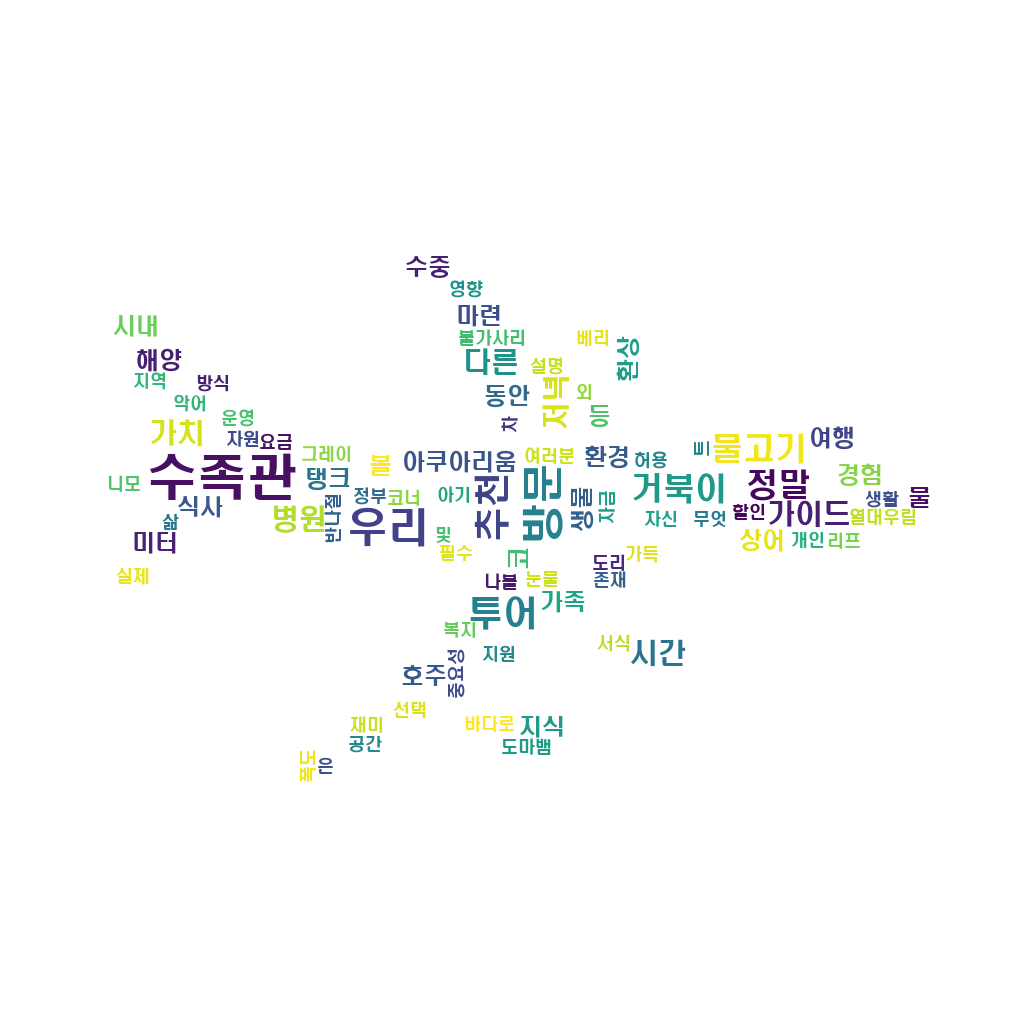 수중
영향
마련
시내
불가사리
베리
환상
해양
다른
설명
지역
방식
동안
저녁
외
악어
등
운영
차
가치
자원
요금
물고기
여행
그레이
볼
아쿠아리움
여러분
환경
허용
티
수족관
탱크
니모
정부
코너
아기
추천
방문
생물
자금
거북이
정말
경험
생활
물
식사
삶
병원
반나절
우리
및
자신
무엇
할인
가이드
열대우림
미터
필수
코
상어
개인
리프
실제
나블
눈물
도리
가득
존재
투어
가족
복지
지원
서식
시간
호주
중요성
선택
재미
바다로
지식
공간
도마뱀
폭포
은